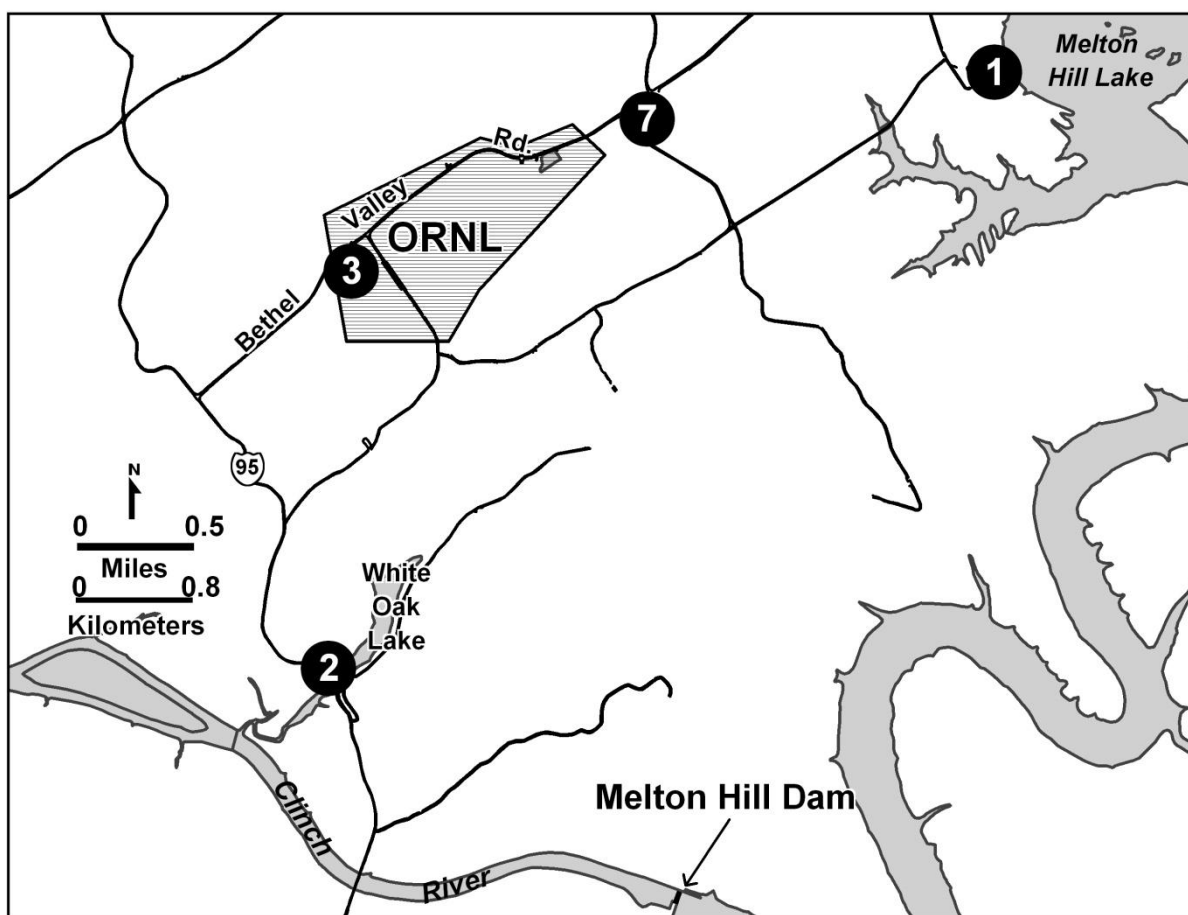 Melton
Hill Lake
1
7
Rd.
Valley
ORNL
3
Bethel
95
N
0 0.5
Miles
0 0.8
Kilometers
White
Oak
Lake
2
Clinch
River
Melton Hill Dam